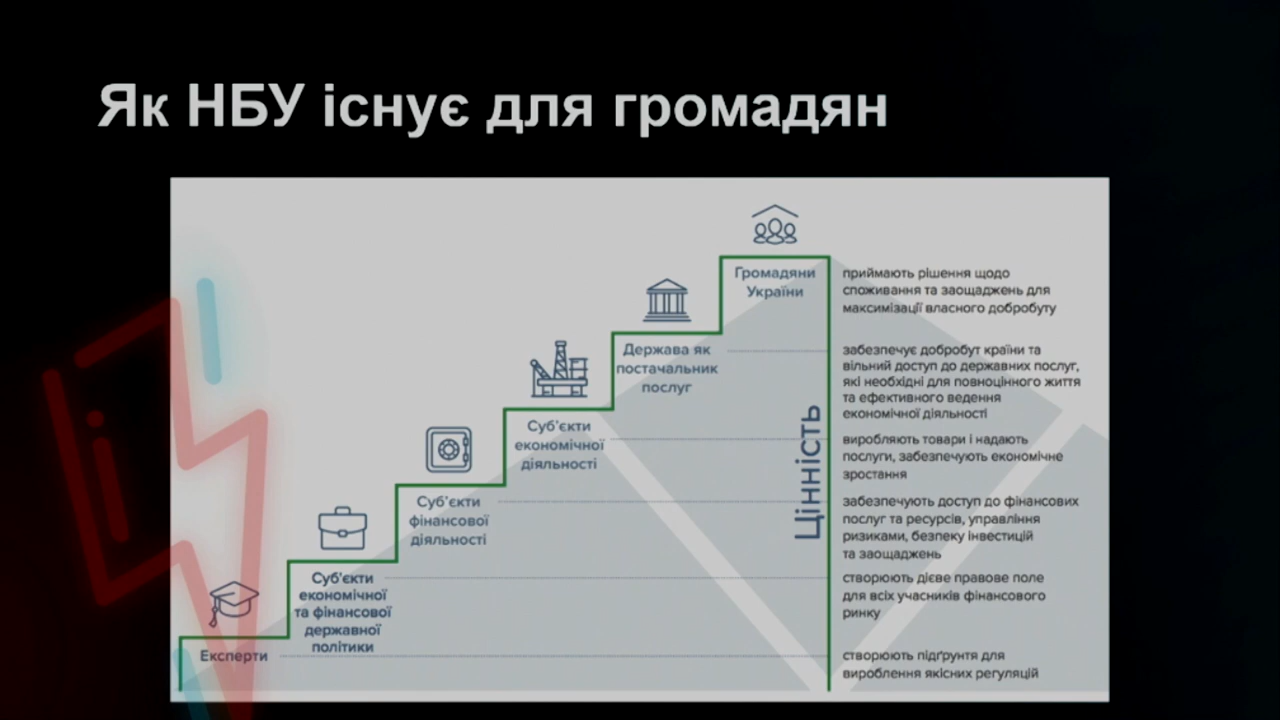 Як НБУ існує для громадян
Громадяни
України
приймають рішення щодо
споживання та заощаджень для
максимізації власного добробуту
Держава як
постачальник
послуг
забезпечує добробут країни та
вільний доступ до державних послуг,
які необхідні для повноцінного життя
та ефективного ведення
економічної діяльності
Суб'єкти
економічної
діяльності
виробляють товари і надають
послуги, забезпечують економічне
зростання
Цінність
Суб'єкти
фінансової
діяльності
забезпечують доступ до фінансових
послуг та ресурсів, управління
ризиками, безпеку інвестицій
та заощаджень
Суб'єкти
економічної
та фінансової
державної
політики
створюють дієве правове поле
для всіх учасників фінансового
ринку
Експерти
створюють підґрунтя для
вироблення якісних регуляцій